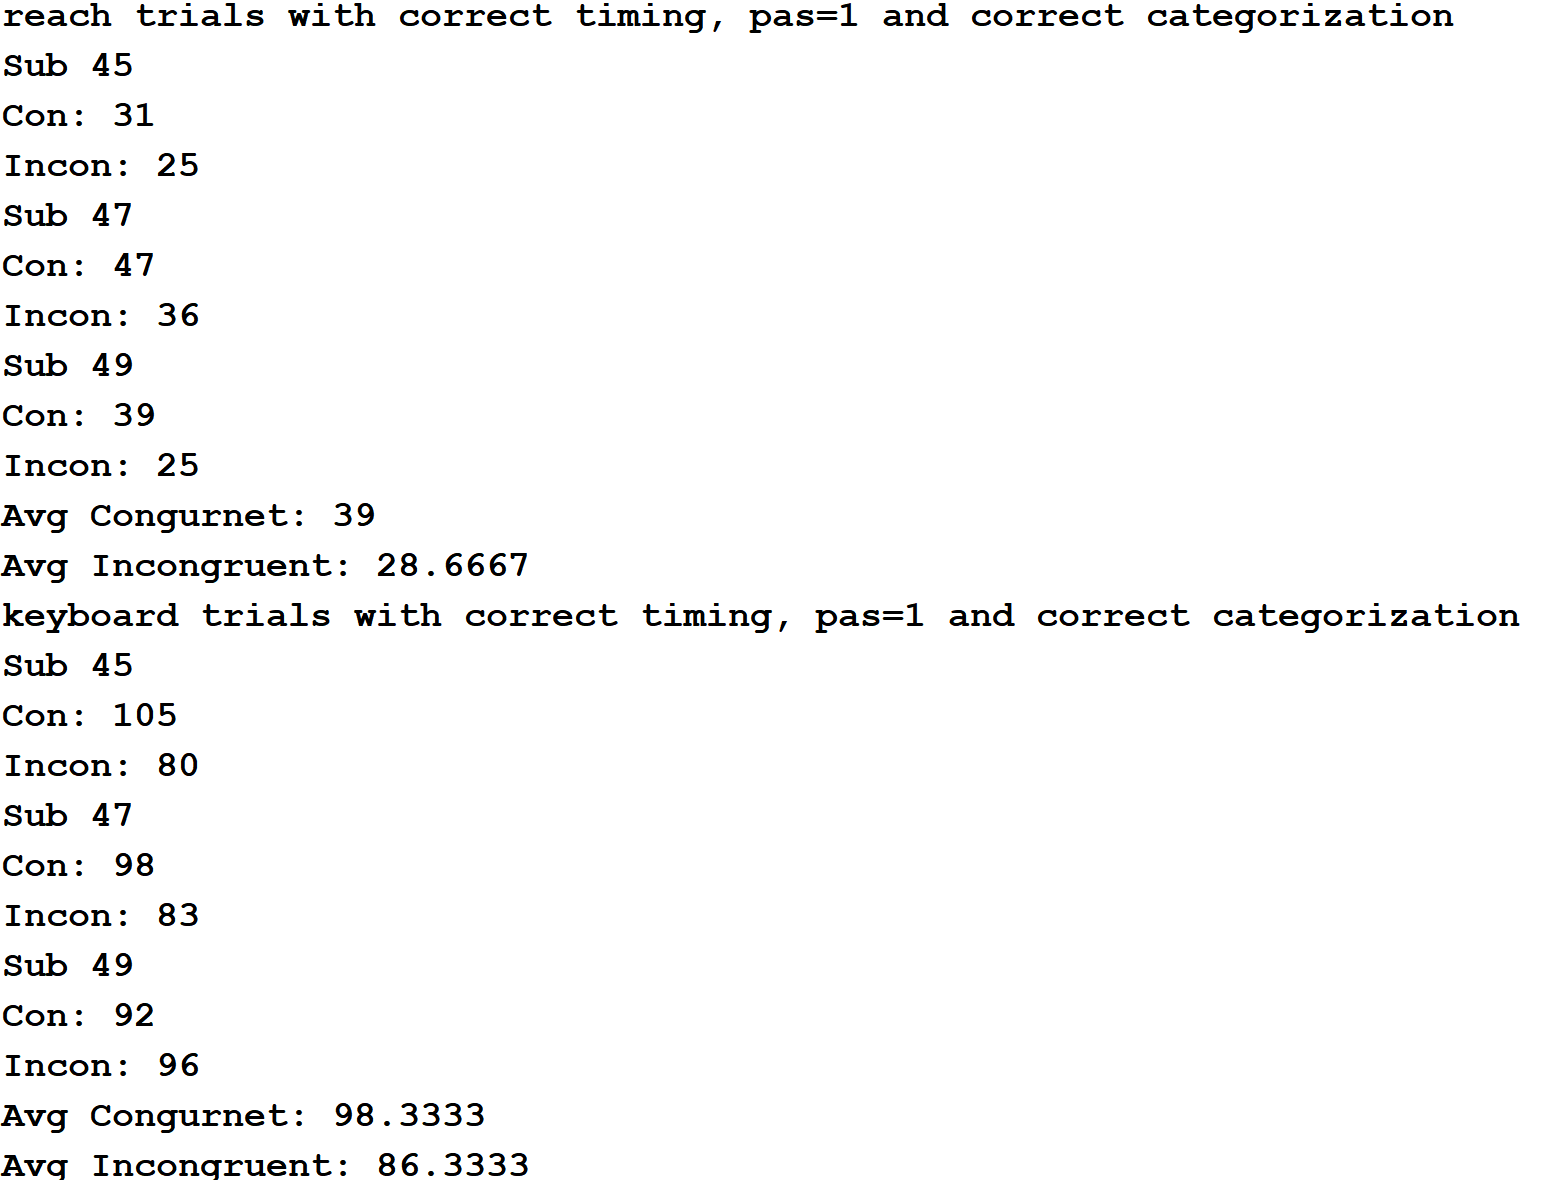 reach trials with correct timing, pas=1 and correct categorization
Sub 45
Con: 31
Incon: 25
Sub 47
Con: 47
Incon: 36
Sub 49
Con: 39
Incon: 25
Avg Congurnet: 39
Avg Incongruent: 28.6667
keyboard trials with correct timing, pas=1 and correct categorization
Sub 45
Con: 105
Incon: 80
Sub 47
Con: 98
Incon: 83
Sub 49
Con: 92
Incon: 96
Avg Congurnet: 98.3333
Avg Incongruent: 86.3333